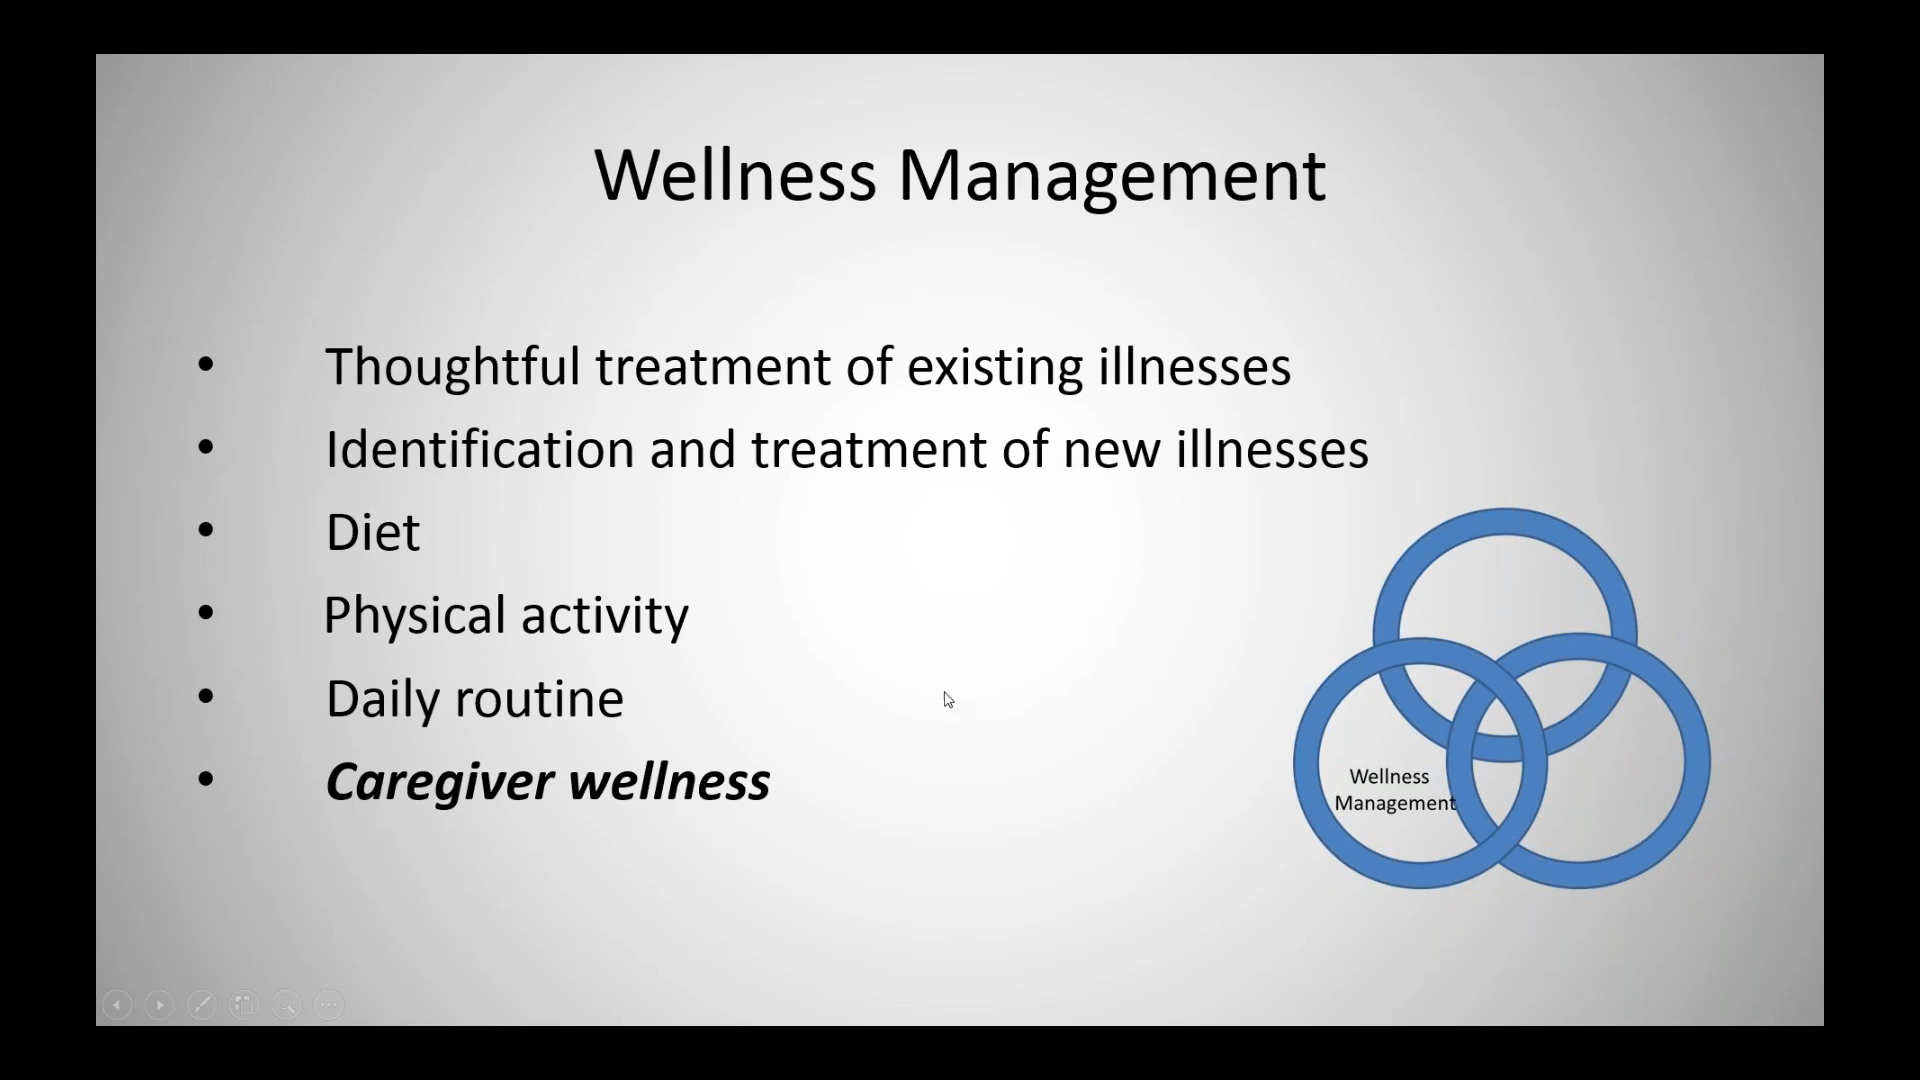 Wellness Management
• Thoughtful treatment of existing illnesses
• Identification and treatment of new illnesses
• Diet
• Physical activity
• Daily routine
• Caregiver wellness
Wellness
Management